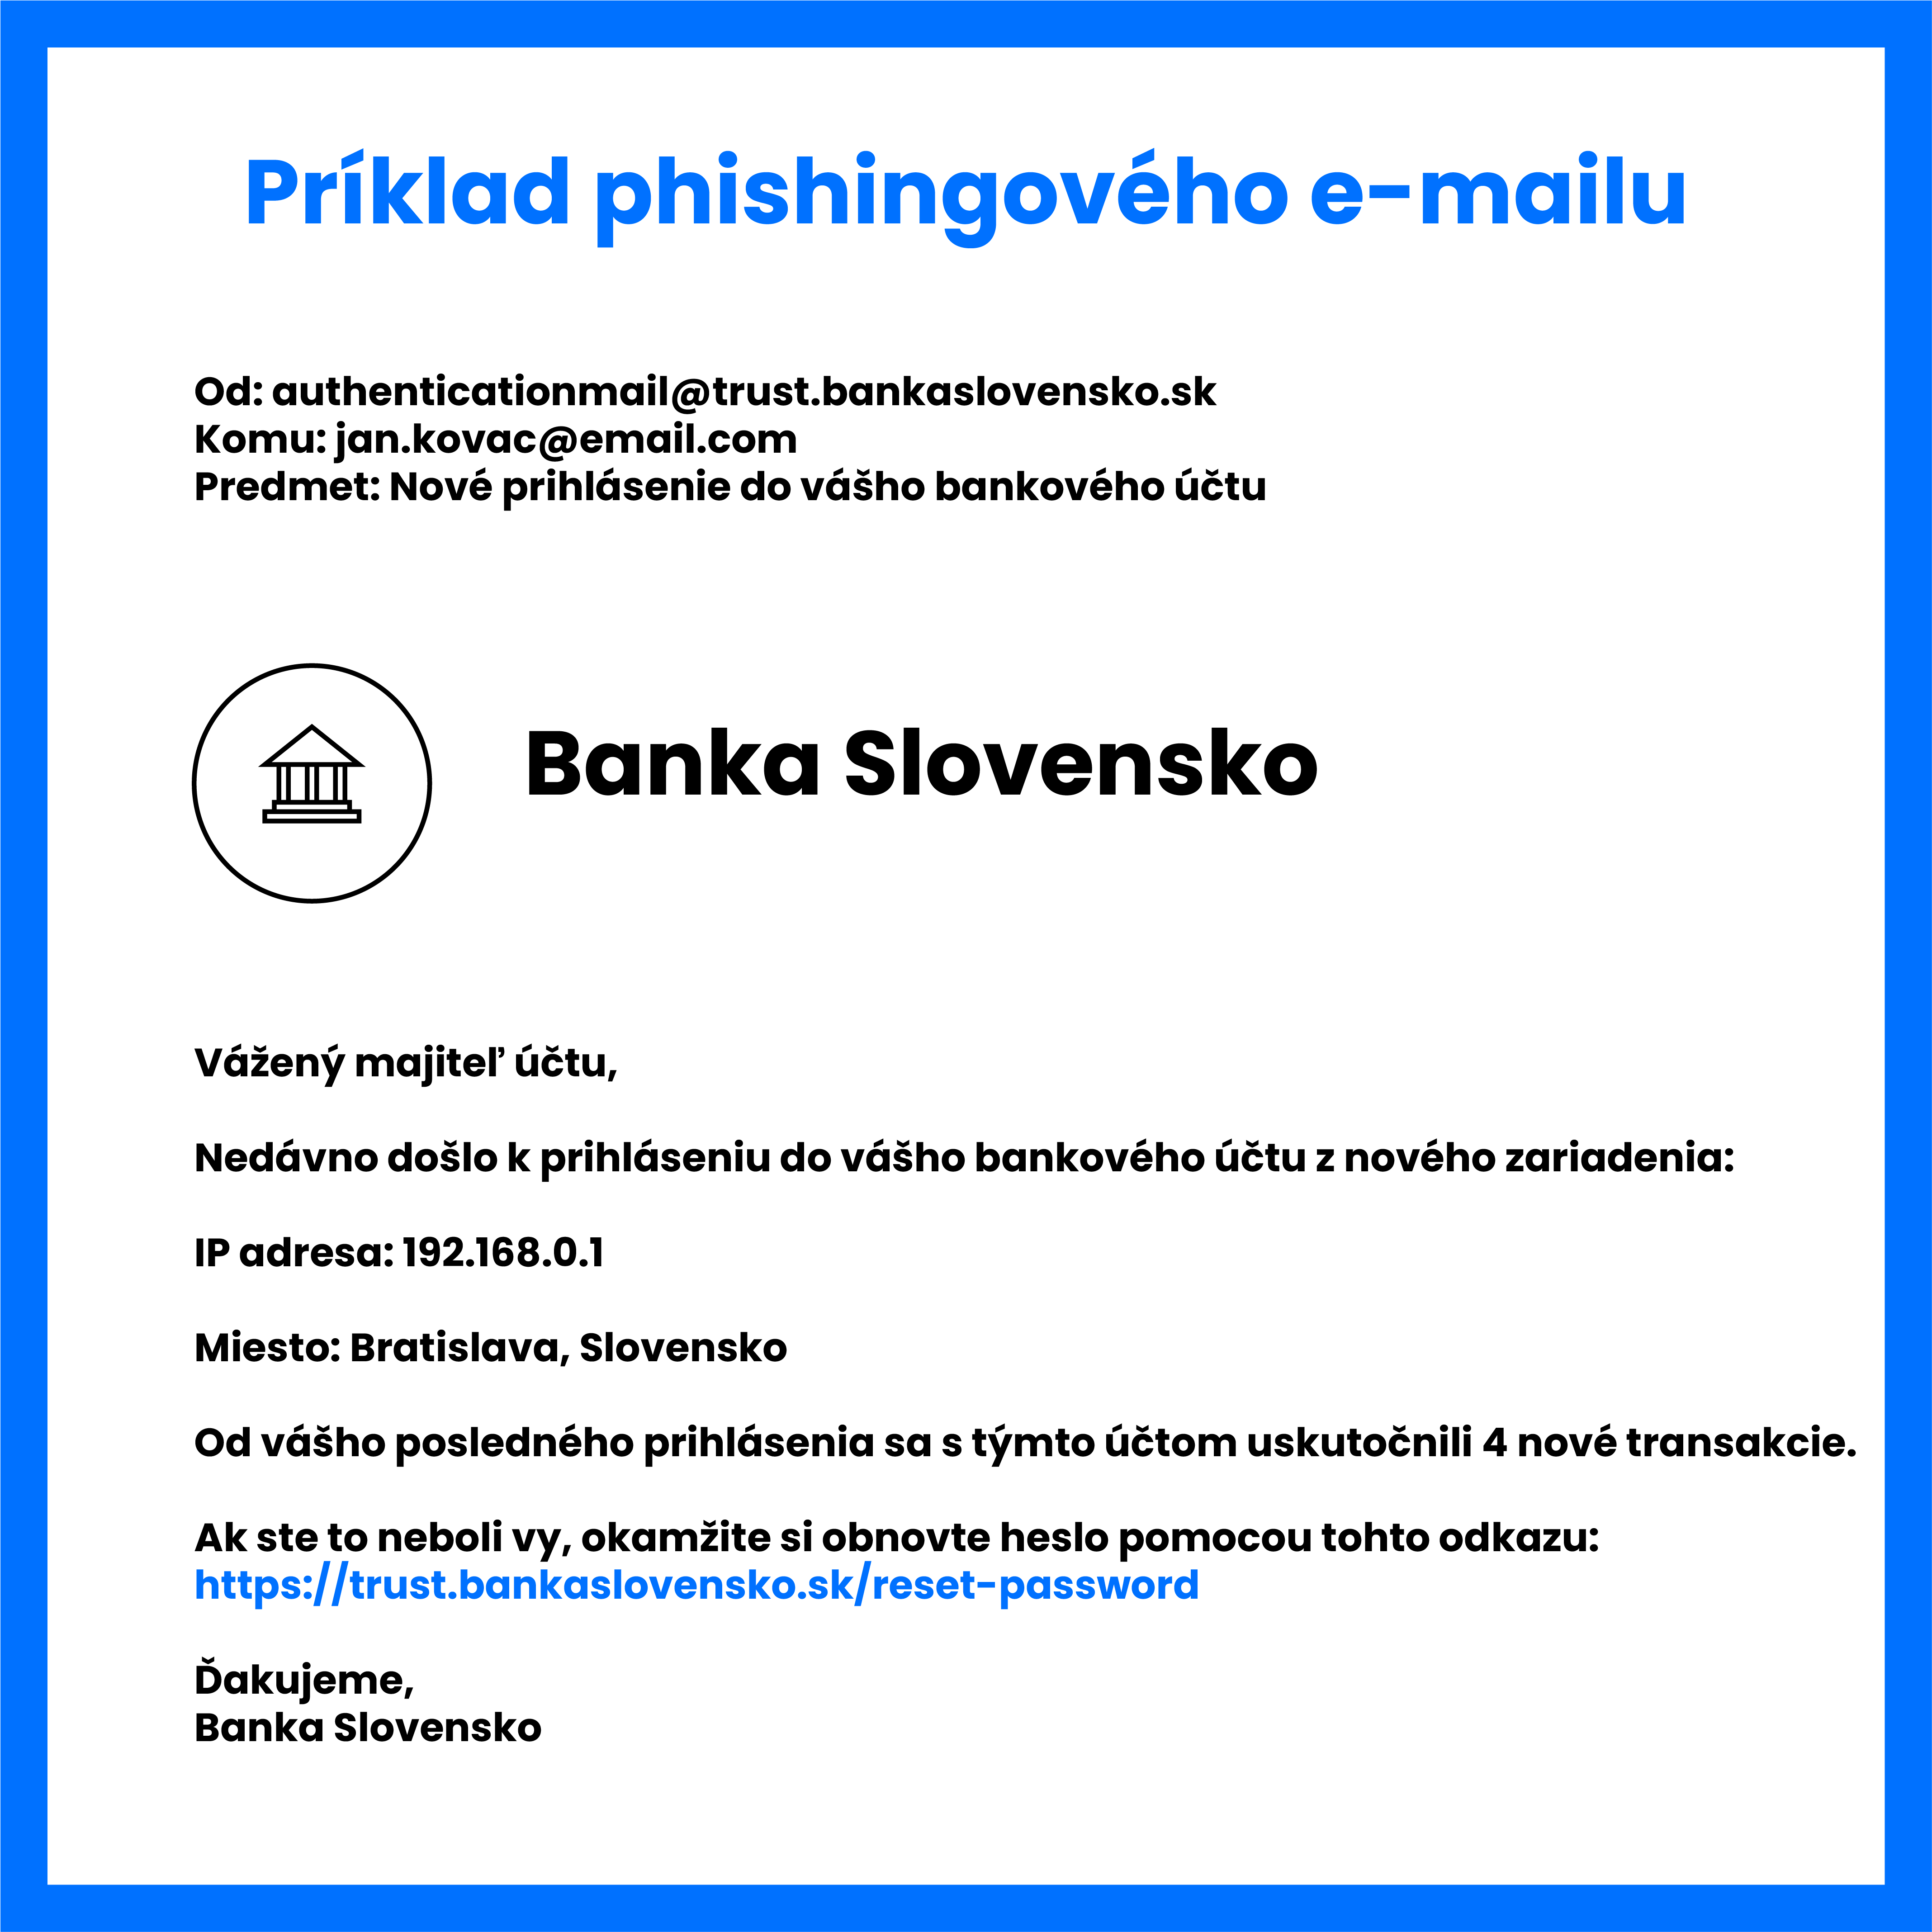 Príklad phishingového e-mailu
Od: authenticationmail@trust.bankaslovensko.sk
Komu: jan.kovac@email.com
Predmet: Nové prihlásenie do vášho bankového účtu
Banka Slovensko
Vážený majiteľ účtu,
Nedávno došlo k prihláseniu do vášho bankového účtu z nového zariadenia:
IP adresa: 192.168.0.1
Miesto: Bratislava, Slovensko
Od vášho posledného prihlásenia sa s týmto účtom uskutočnili 4 nové transakcie.
Ak ste to neboli vy, okamžite si obnovte heslo pomocou tohto odkazu:
https://trust.bankaslovensko.sk/reset-password
Ďakujeme,
Banka Slovensko